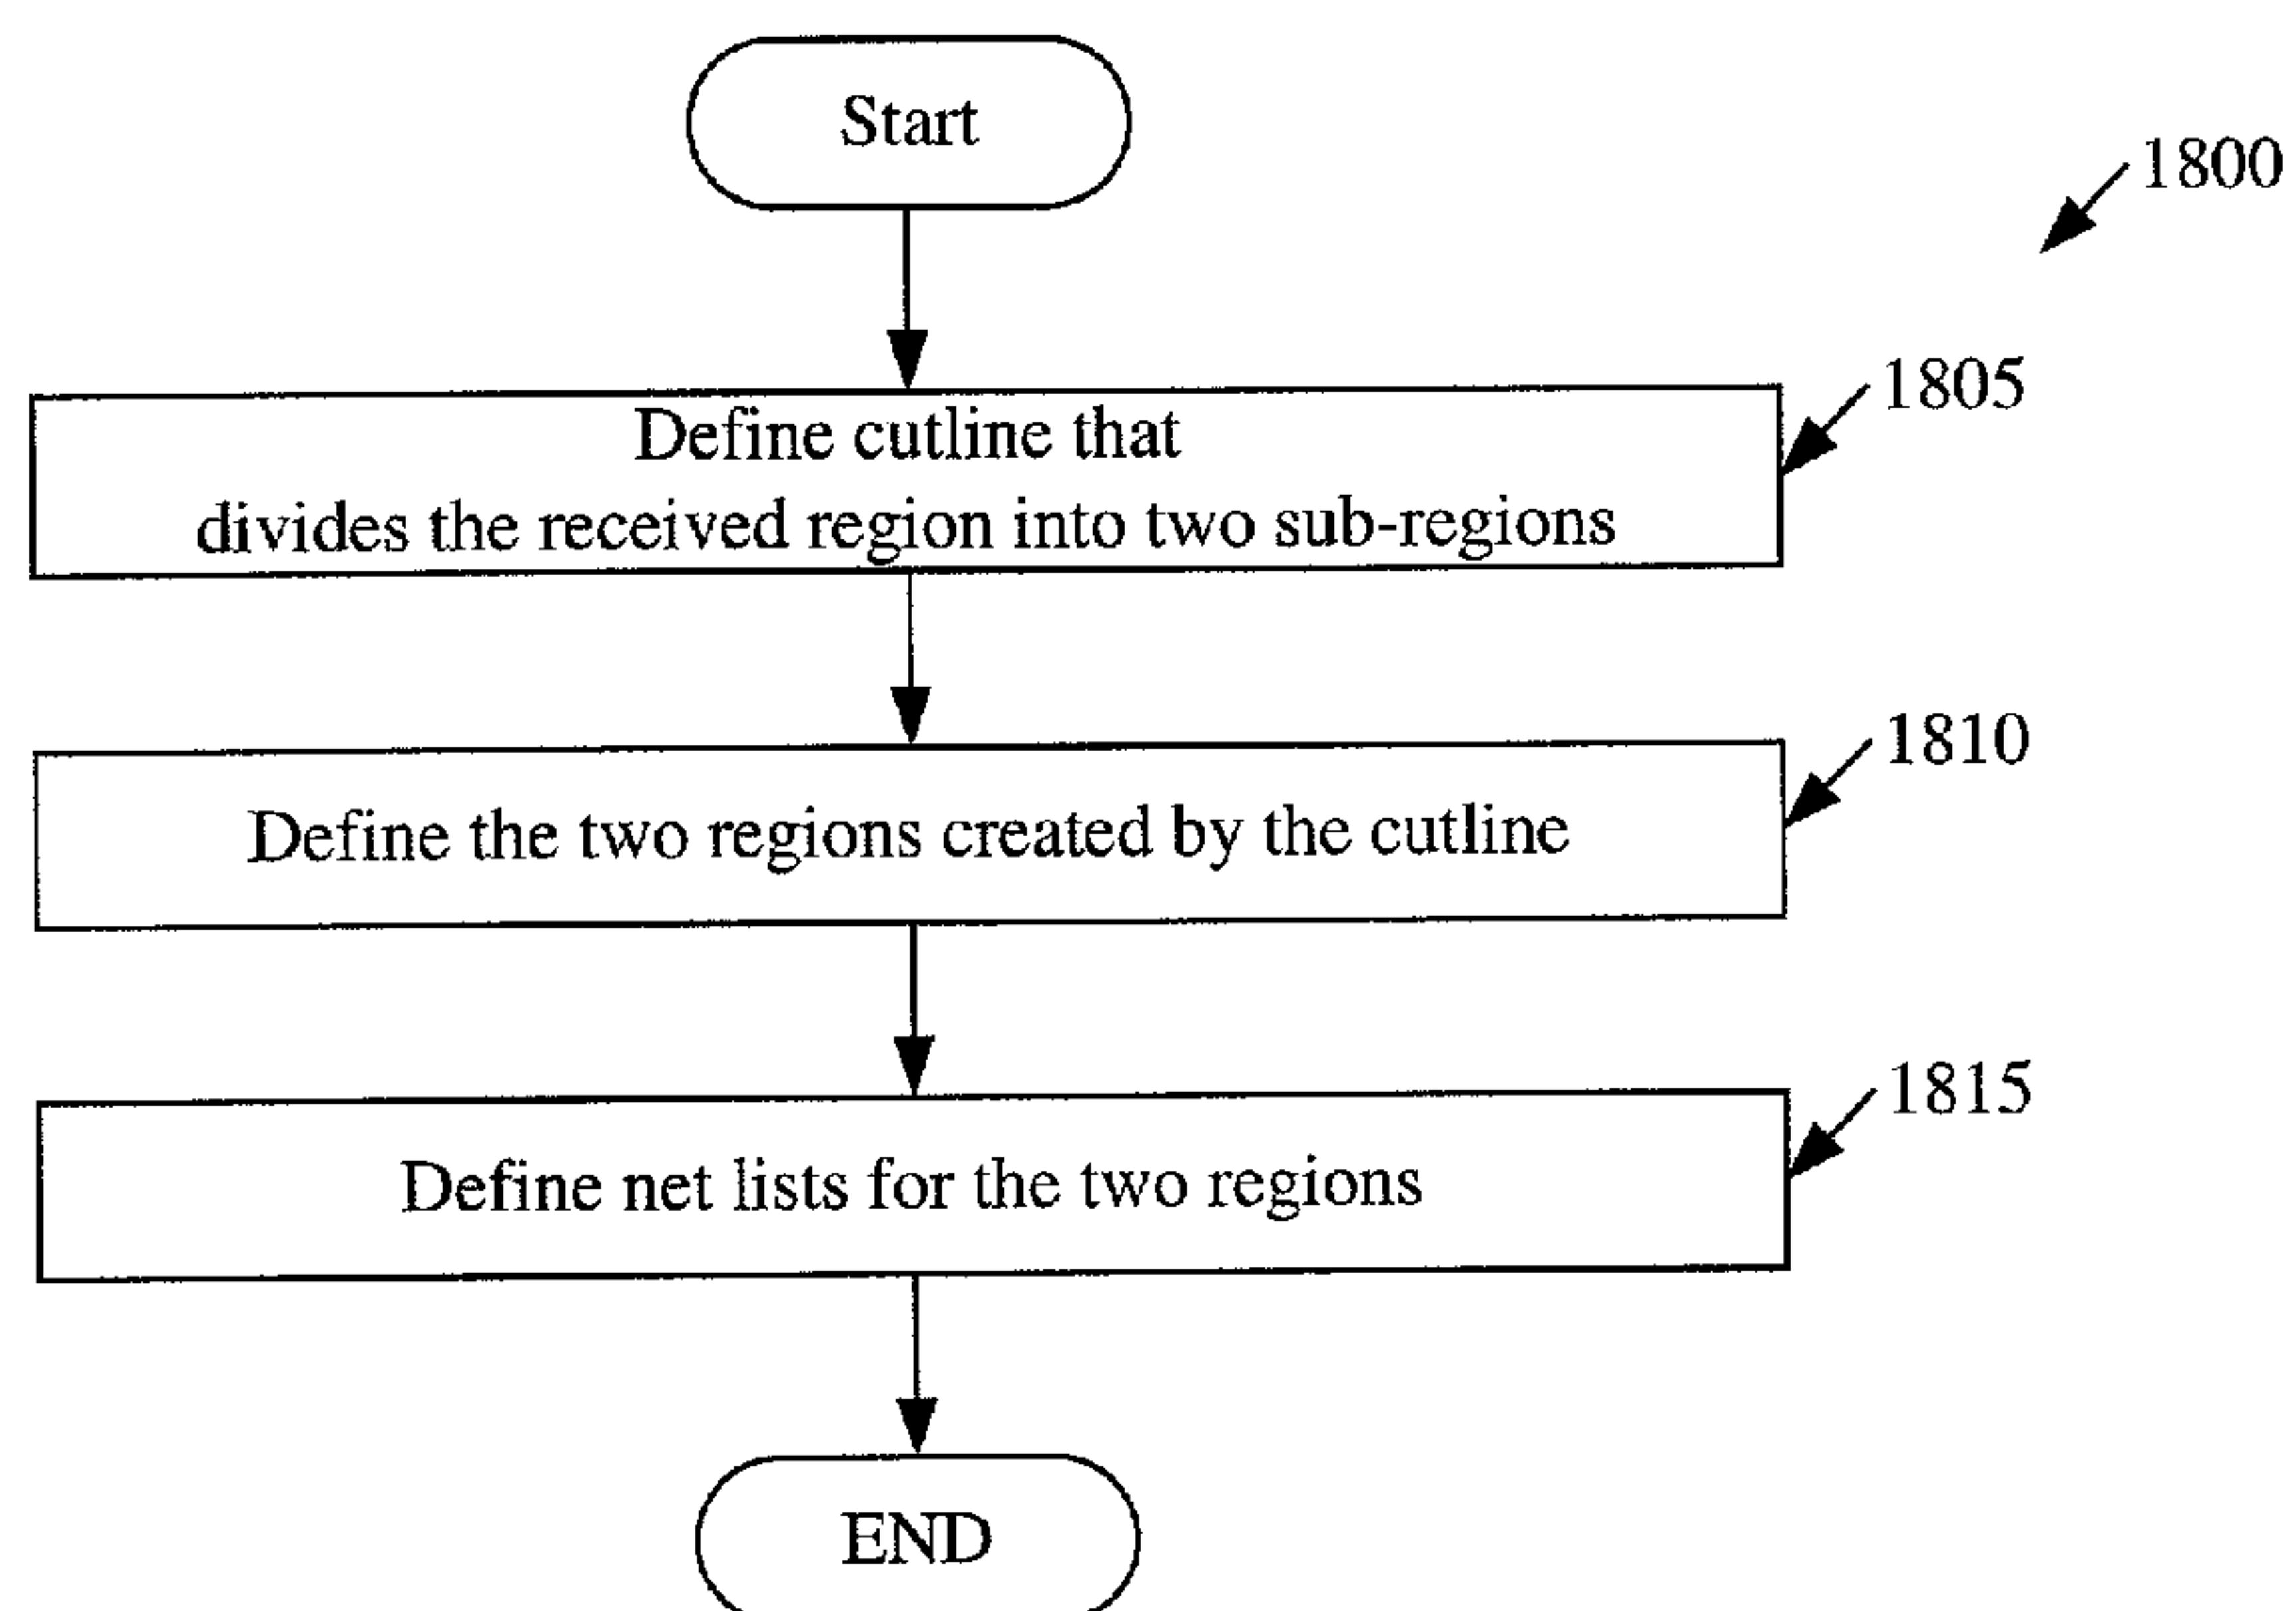 Start
1800
1805
Define cutline that
divides the received region into two sub-regions
1810
Define the two regions created by the cutline
1815
Define net lists for the two regions
END